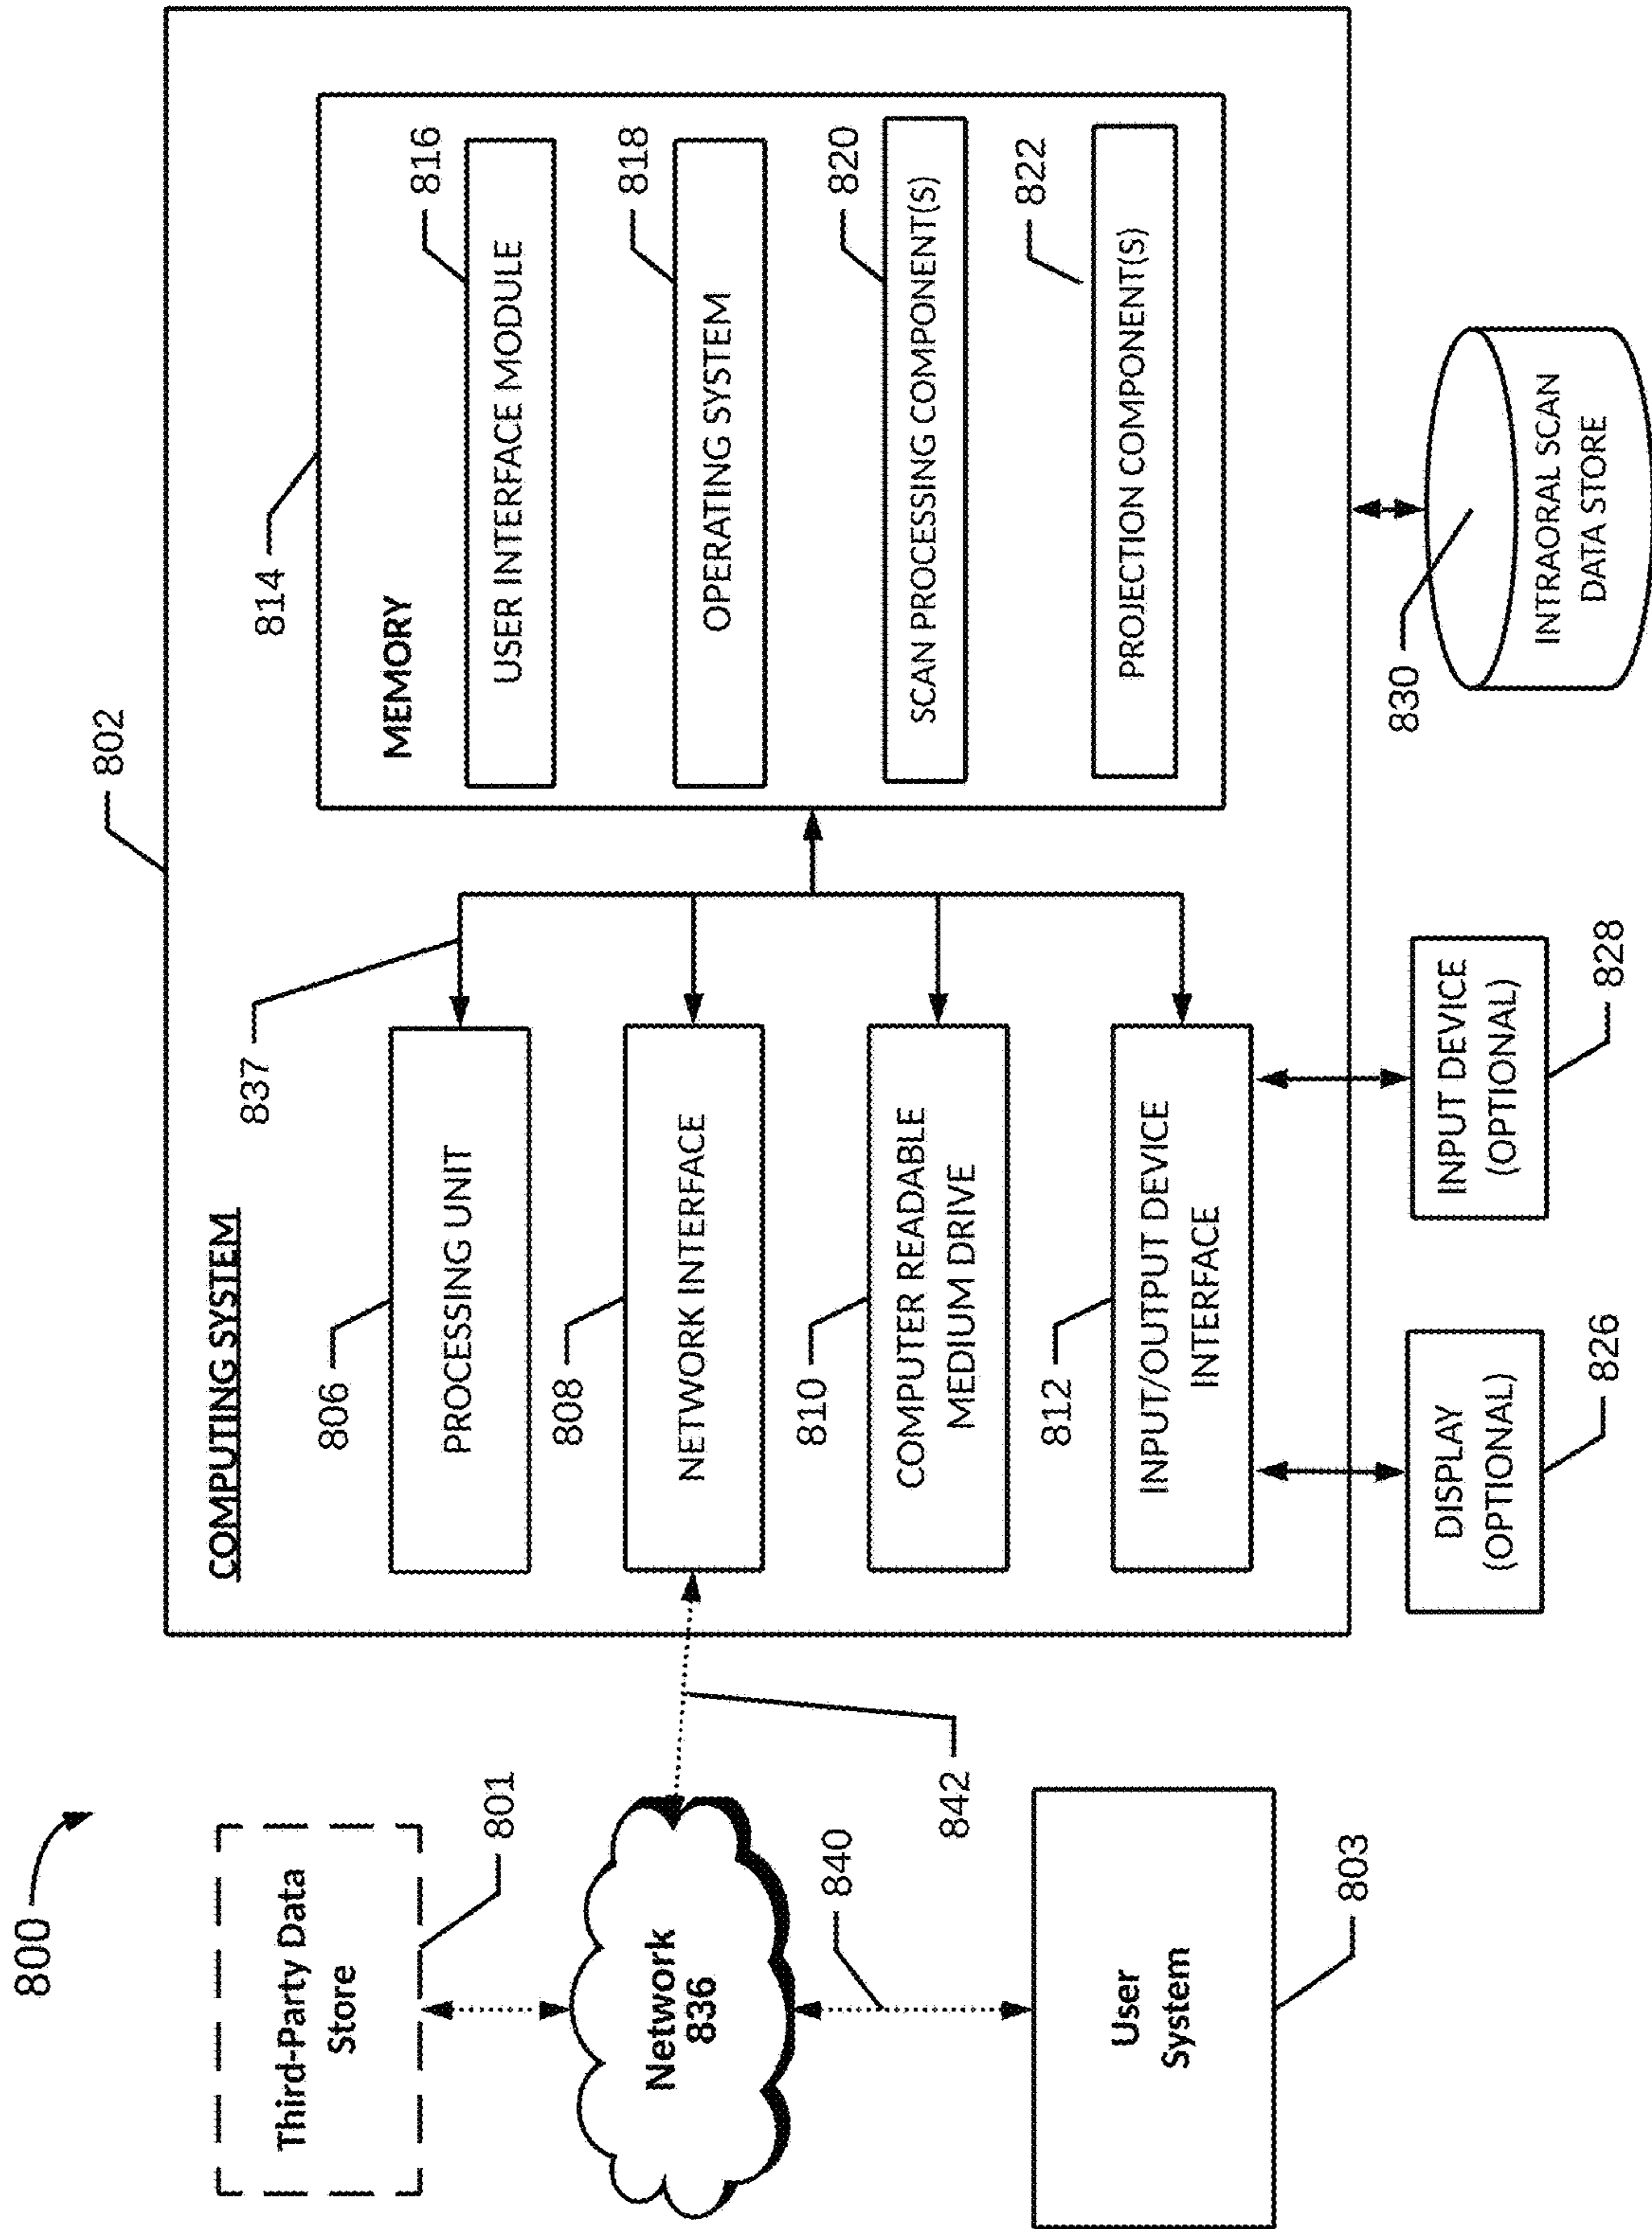 800
802
COMPUTING SYSTEM
814
MEMORY
837
Third-Party Data
Store
801
806
PROCESSING UNIT
816
USER INTERFACE MODULE
Network
836
808
NETWORK INTERFACE
818
OPERATING SYSTEM
842
840
810
COMPUTER READABLE
MEDIUM DRIVE
820
SCAN PROCESSING COMPONENT(S)
User
System
803
812
INPUT/OUTPUT DEVICE
INTERFACE
822
PROJECTION COMPONENT(S)
DISPLAY
(OPTIONAL)
826
INPUT DEVICE
(OPTIONAL)
828
830
INTRAORAL SCAN
DATA STORE